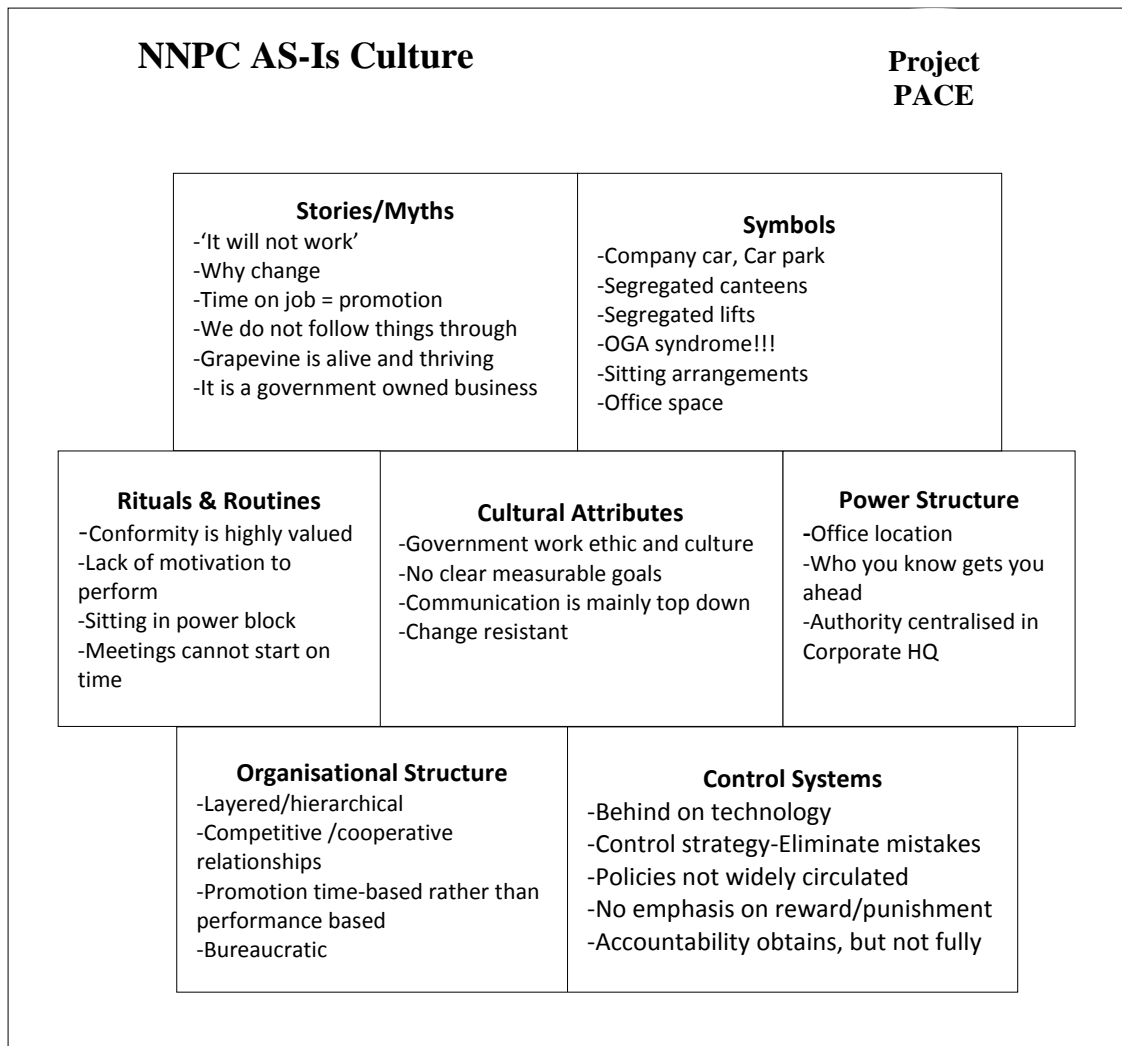 NNPC AS-Is Culture
Project
PACE
Stories/Myths
-‘It will not work’
-Why change
-Time on job = promotion
-We do not follow things through
-Grapevine is alive and thriving
-It is a government owned business
Symbols
-Company car, Car park
-Segregated canteens
-Segregated lifts
-OGA syndrome!!!
-Sitting arrangements
-Office space
Rituals & Routines
-Conformity is highly valued
-Lack of motivation to
perform
-Sitting in power block
-Meetings cannot start on
time
Cultural Attributes
-Government work ethic and culture
-No clear measurable goals
-Communication is mainly top down
-Change resistant
Power Structure
-Office location
-Who you know gets you
ahead
-Authority centralised in
Corporate HQ
Organisational Structure
-Layered/hierarchical
-Competitive /cooperative
relationships
-Promotion time-based rather than
performance based
-Bureaucratic
Control Systems
-Behind on technology
-Control strategy-Eliminate mistakes
-Policies not widely circulated
-No emphasis on reward/punishment
-Accountability obtains, but not fully